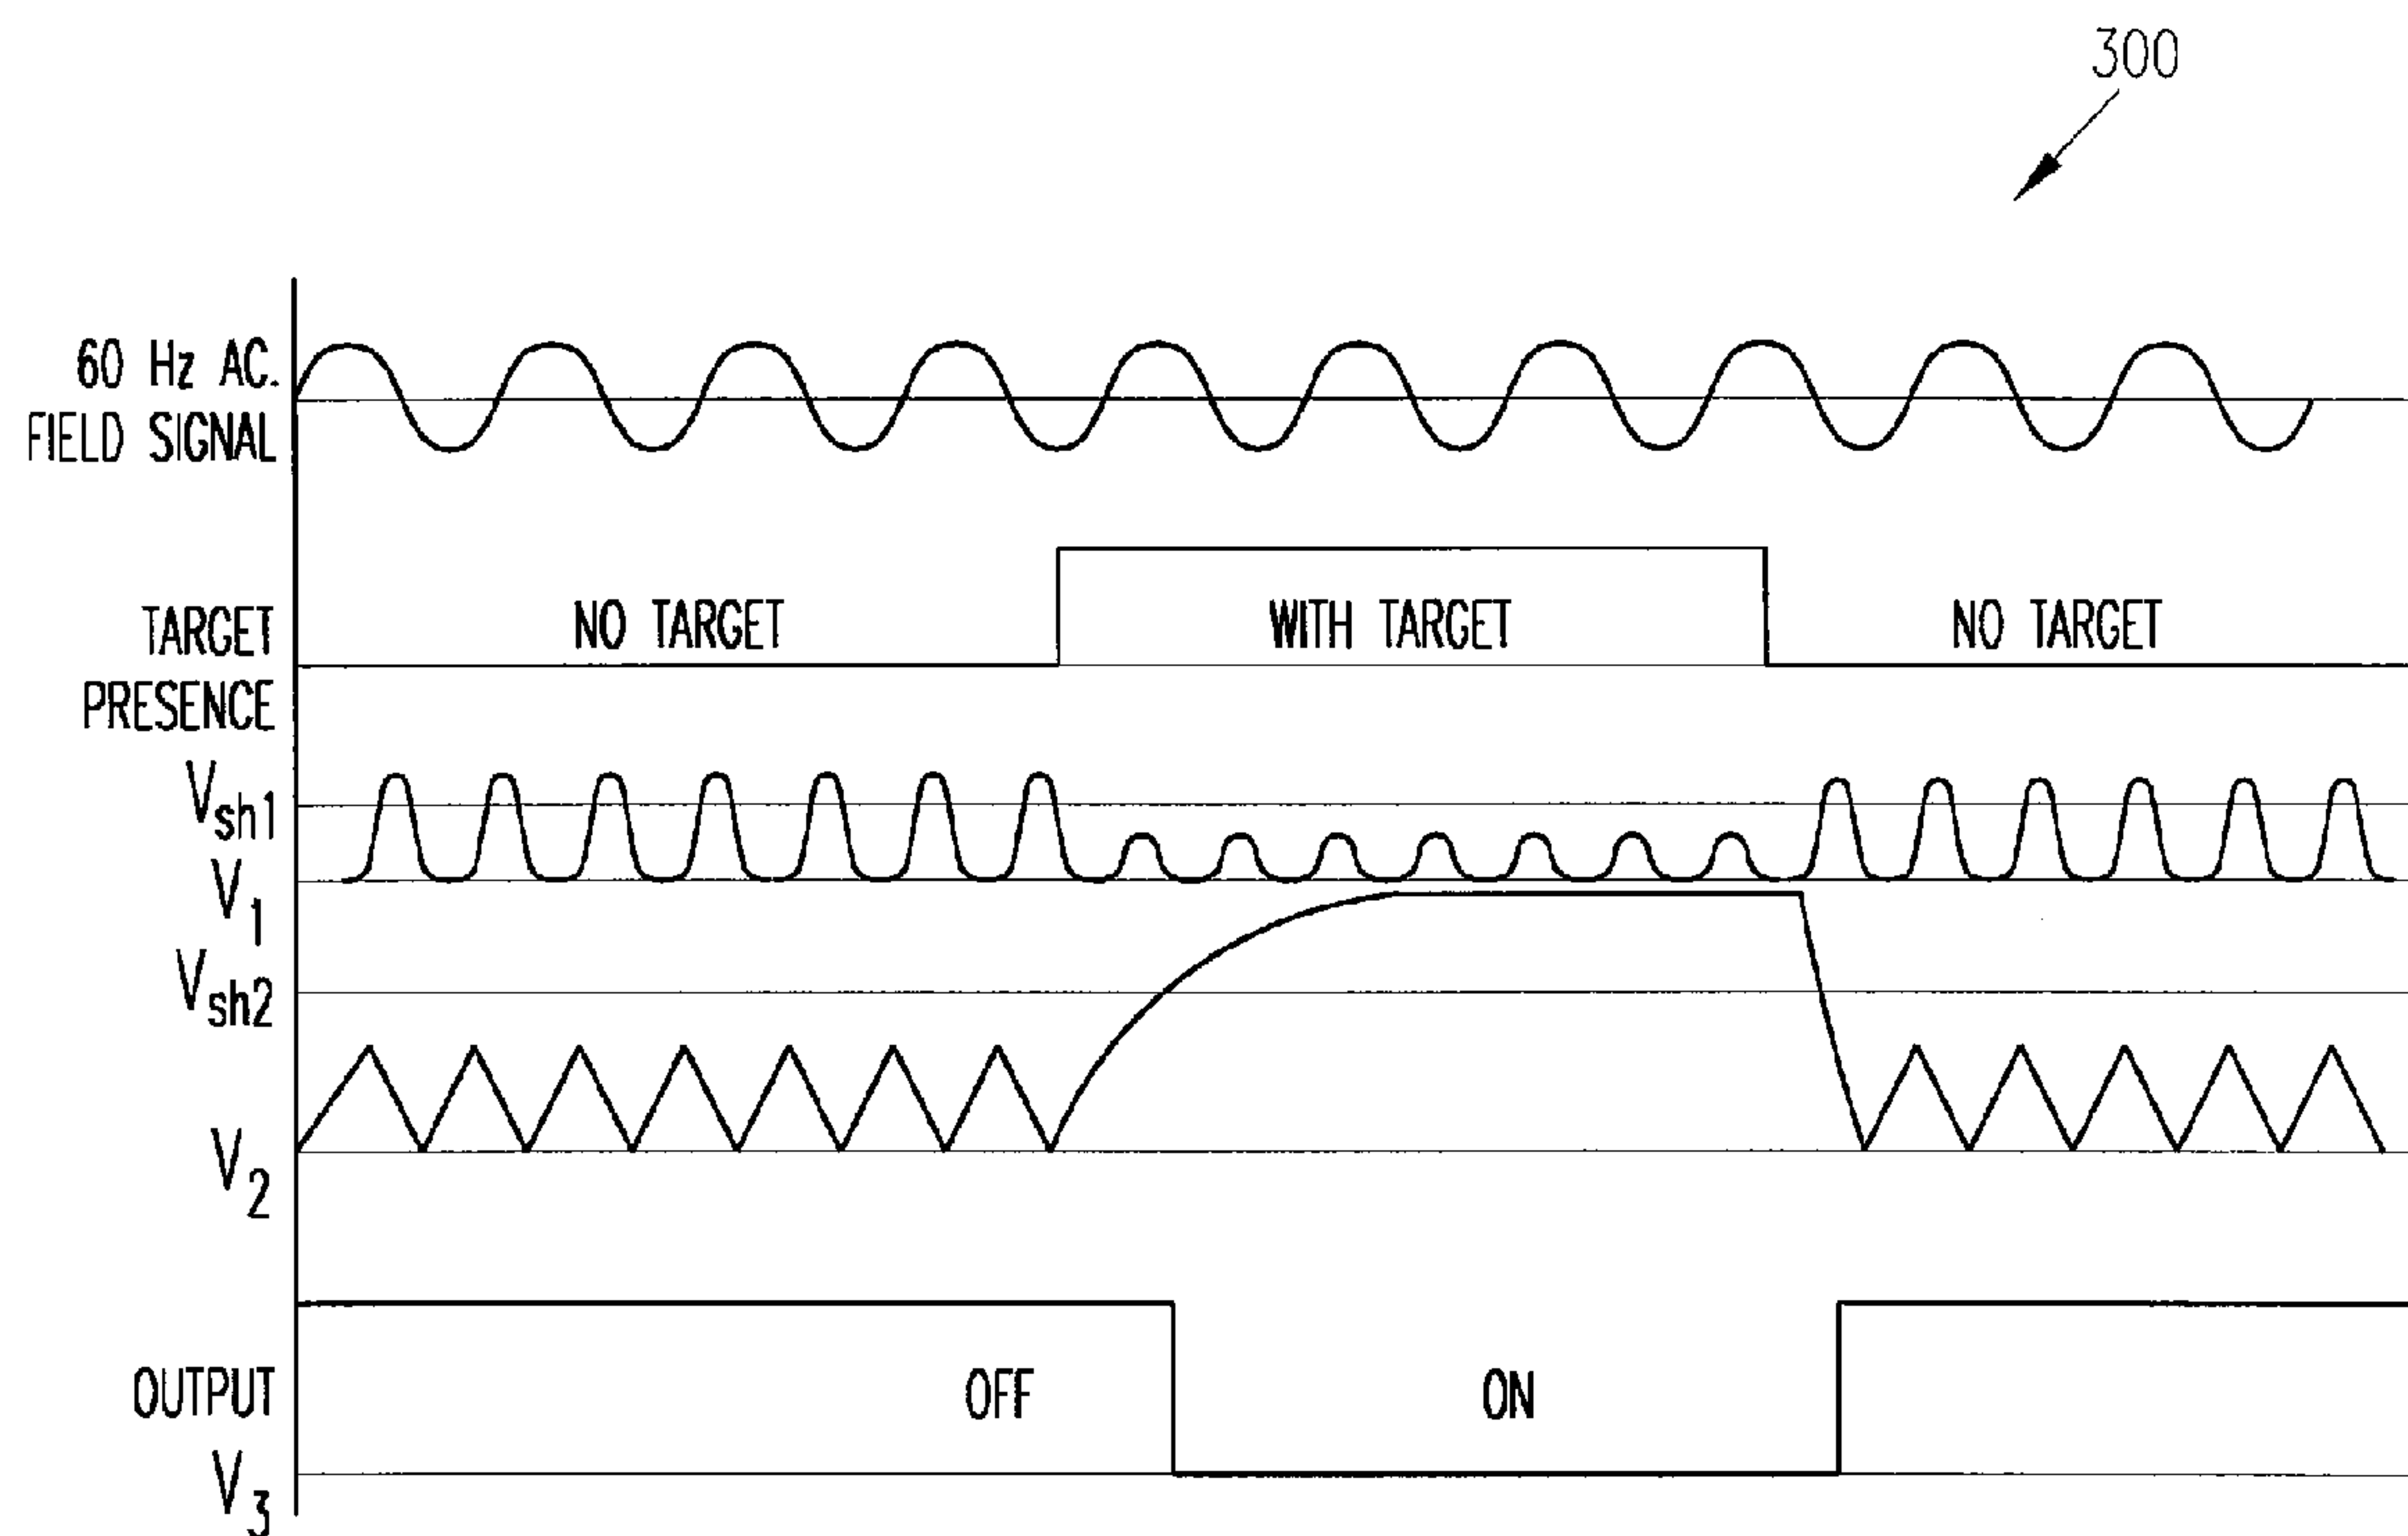 300
60 Hz AC.
FIELD SIGNAL
NO TARGET
WITH TARGET
NO TARGET
TARGET
PRESENCE
Vsh1
V1
Vsh2
V2
OUTPUT
OFF
ON
V3